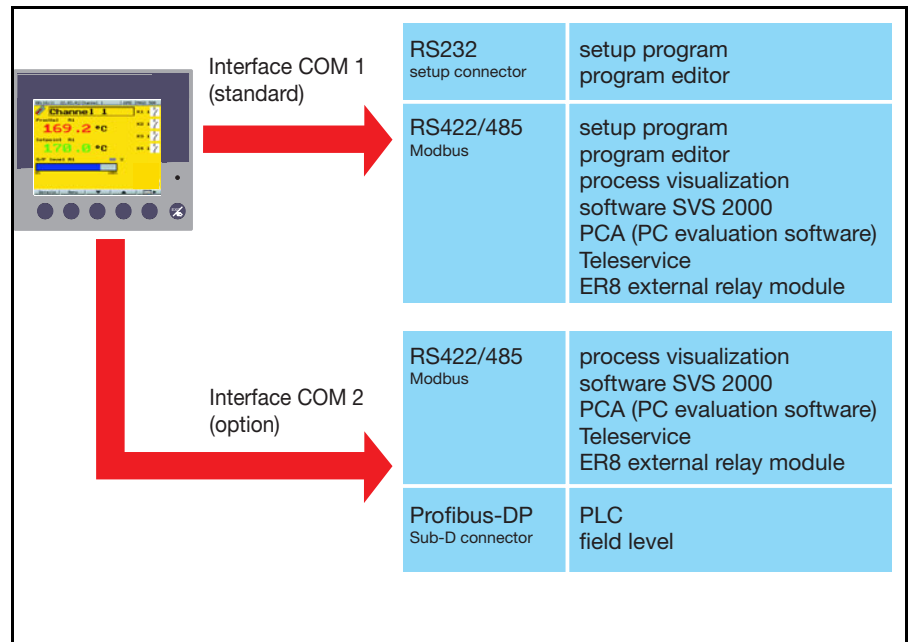 Channel 1
169.2 °C
170.0 °C
Interface COM 1
(standard)
RS232
setup connector
setup program
program editor
RS422/485
Modbus
setup program
program editor
process visualization
software SVS 2000
PCA (PC evaluation software)
Teleservice
ER8 external relay module
Interface COM 2
(option)
RS422/485
Modbus
process visualization
software SVS 2000
PCA (PC evaluation software)
Teleservice
ER8 external relay module
Profibus-DP
Sub-D connector
PLC
field level